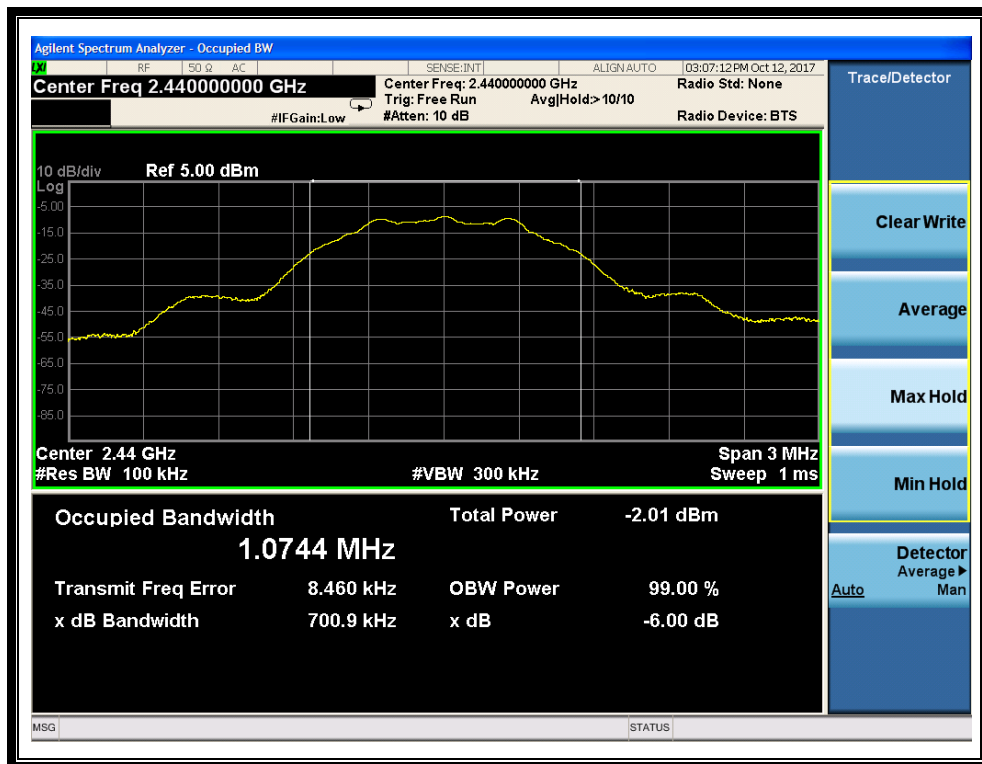 Agilent Spectrum Analyzer - Occupied BW
LXI RF 50 Ω AC SENSE:INT ALIGN AUTO 03:07:12 PM Oct 12, 2017
Center Freq 2.440000000 GHz
#IFGain:Low
Center Freq: 2.440000000 GHz
Trig: Free Run Avg|Hold:> 10/10
#Atten: 10 dB
Radio Std: None
Radio Device: BTS
10 dB/div Ref 5.00 dBm
Log
-5.00
-15.0
-25.0
-35.0
-45.0
-55.0
-65.0
-75.0
-85.0
Center 2.44 GHz Span 3 MHz
#Res BW 100 kHz #VBW 300 kHz Sweep 1 ms
Occupied Bandwidth Total Power -2.01 dBm
1.0744 MHz
Transmit Freq Error 8.460 kHz OBW Power 99.00 %
x dB Bandwidth 700.9 kHz x dB -6.00 dB
MSG STATUS
Trace/Detector
Clear Write
Average
Max Hold
Min Hold
Detector
Average▶
Auto Man